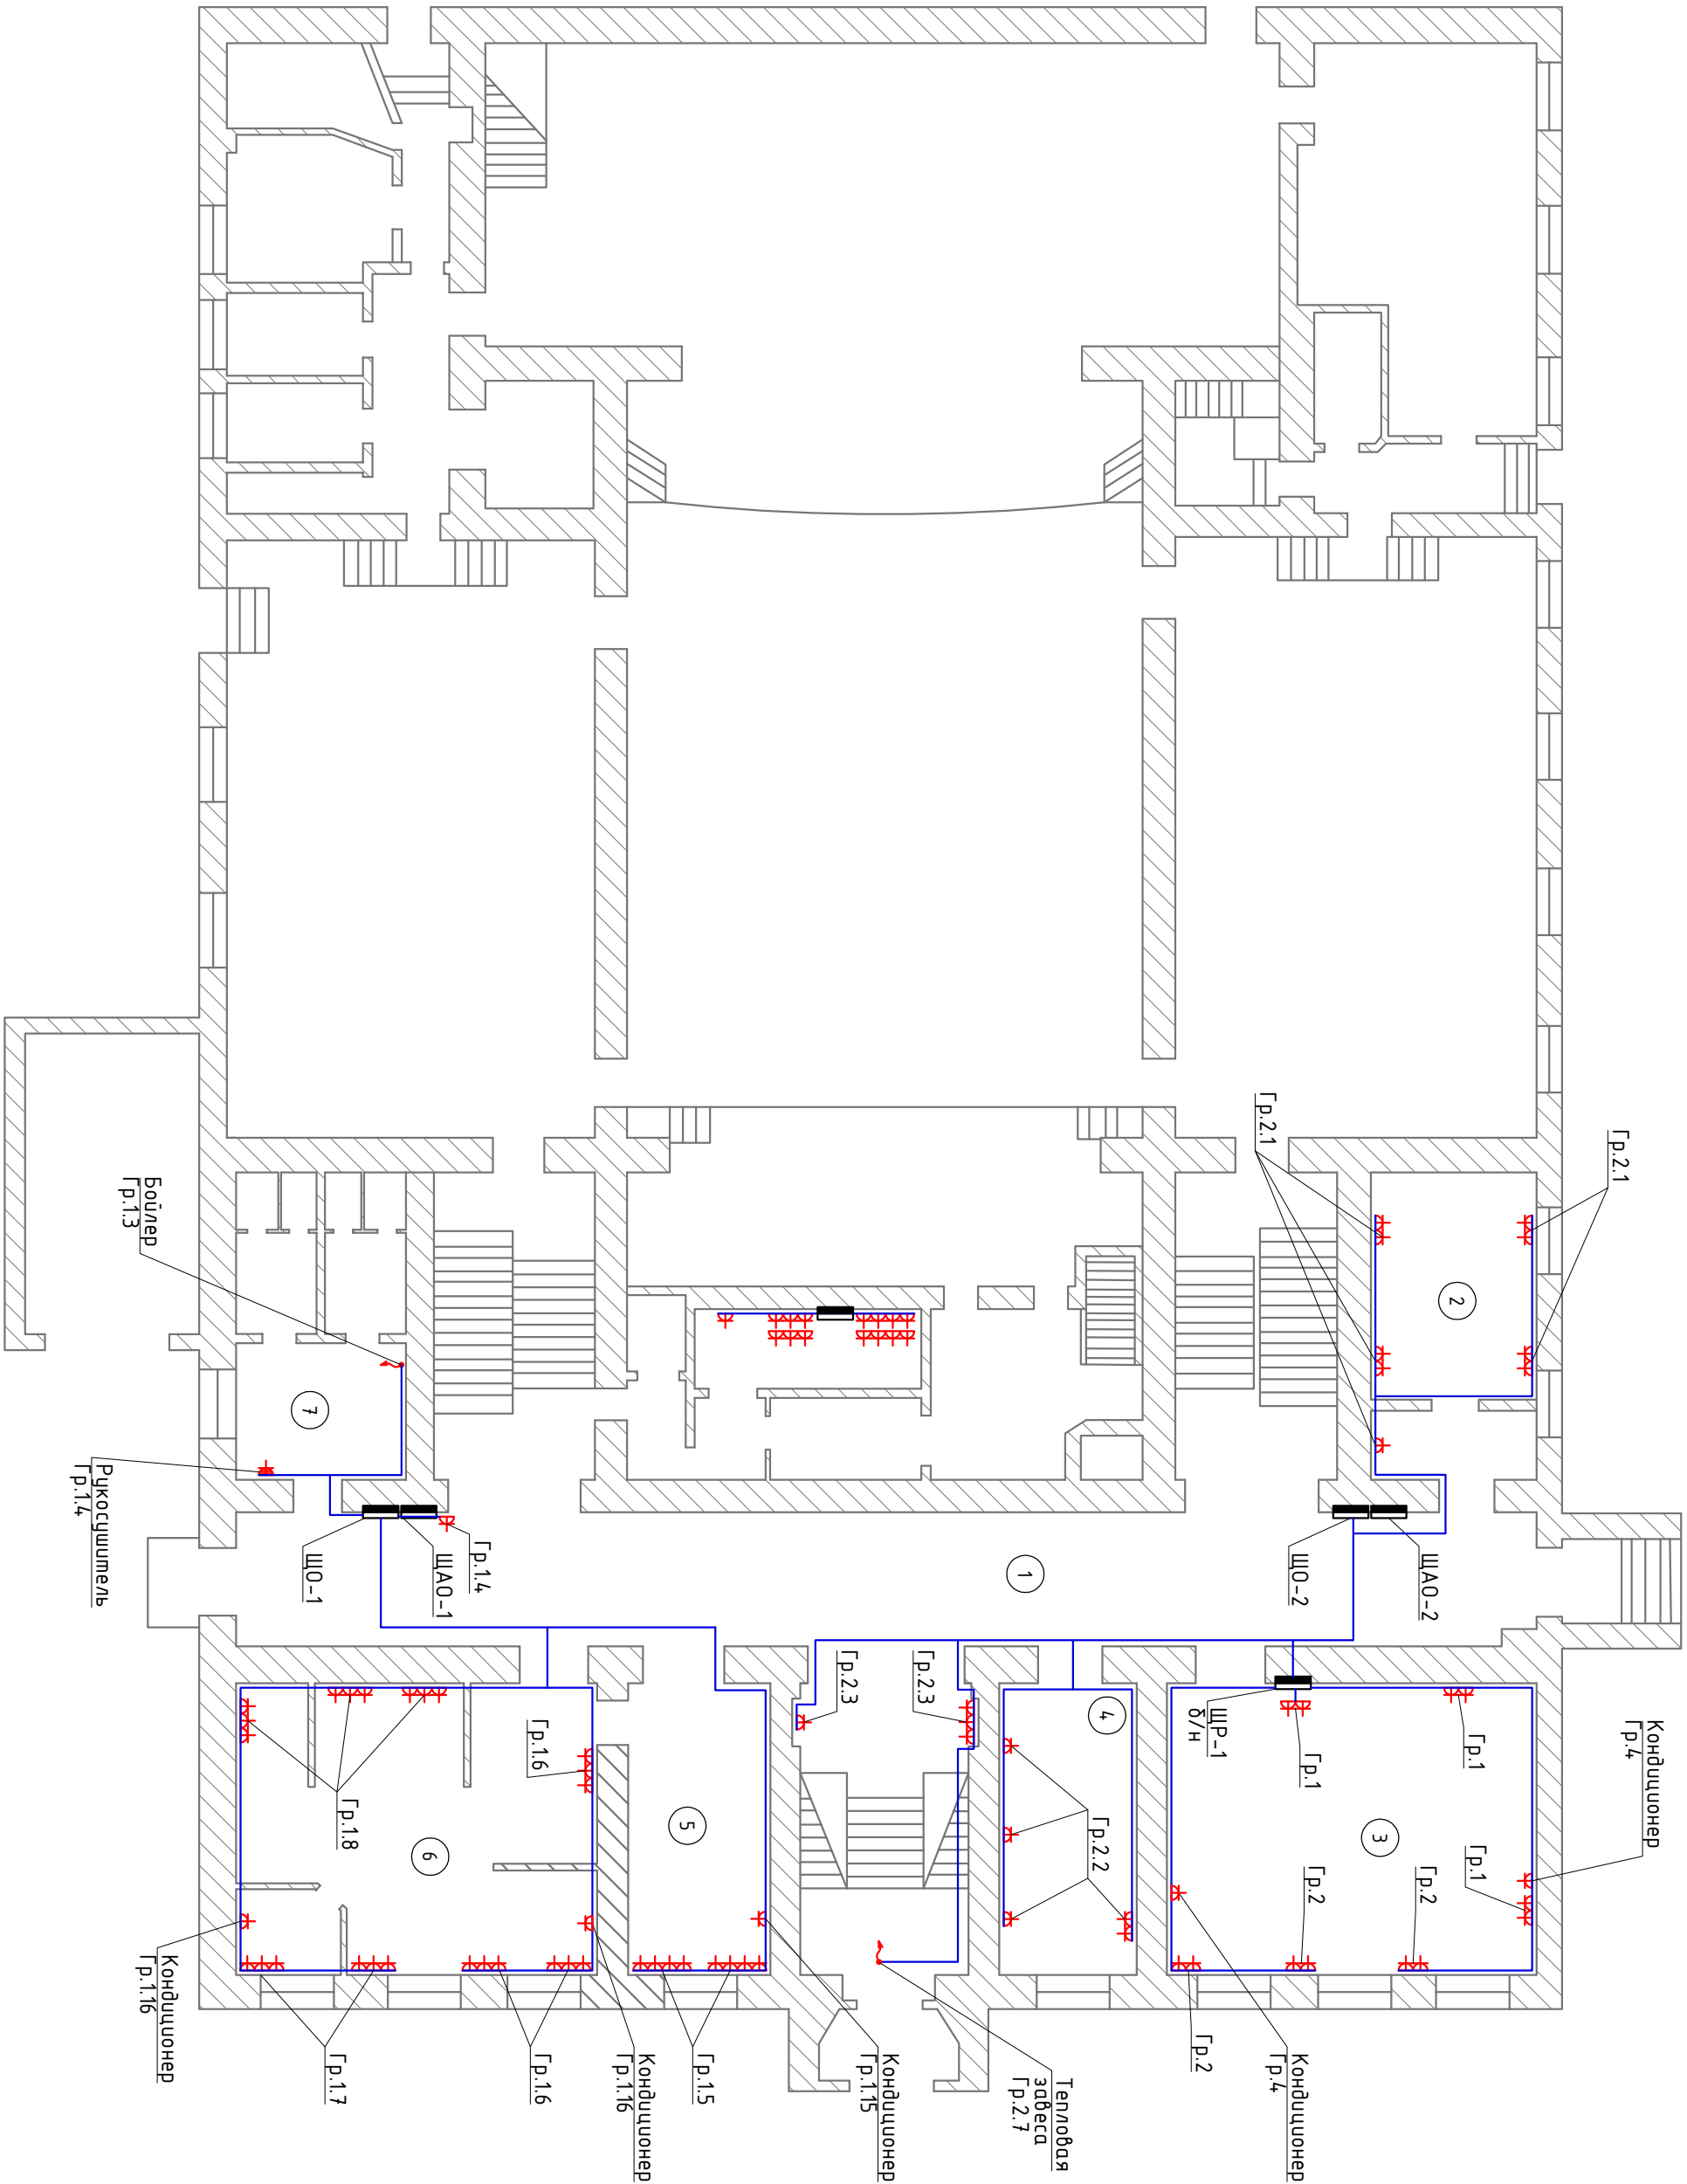 Гр.2.1
Гр.2.1
2
ЩАО-2
ЩО-2
1
Кондиционер
Гр.4
Гр.1
Гр.1
Гр.1
ЩР-1
б/н
3
Гр.2
Гр.2
Гр.2
Кондиционер
Гр.4
4
Гр.2.2
Гр.2.3
Гр.2.3
Тепловая
завеса
Гр.2.7
Кондиционер
Гр.1.15
5
Гр.1.5
Кондиционер
Гр.1.16
Гр.1.6
Гр.1.6
6
Гр.1.8
Гр.1.7
Кондиционер
Гр.1.16
Гр.1.4
ЩАО-1
ЩО-1
7
Бойлер
Гр.1.3
Рукосушитель
Гр.1.4